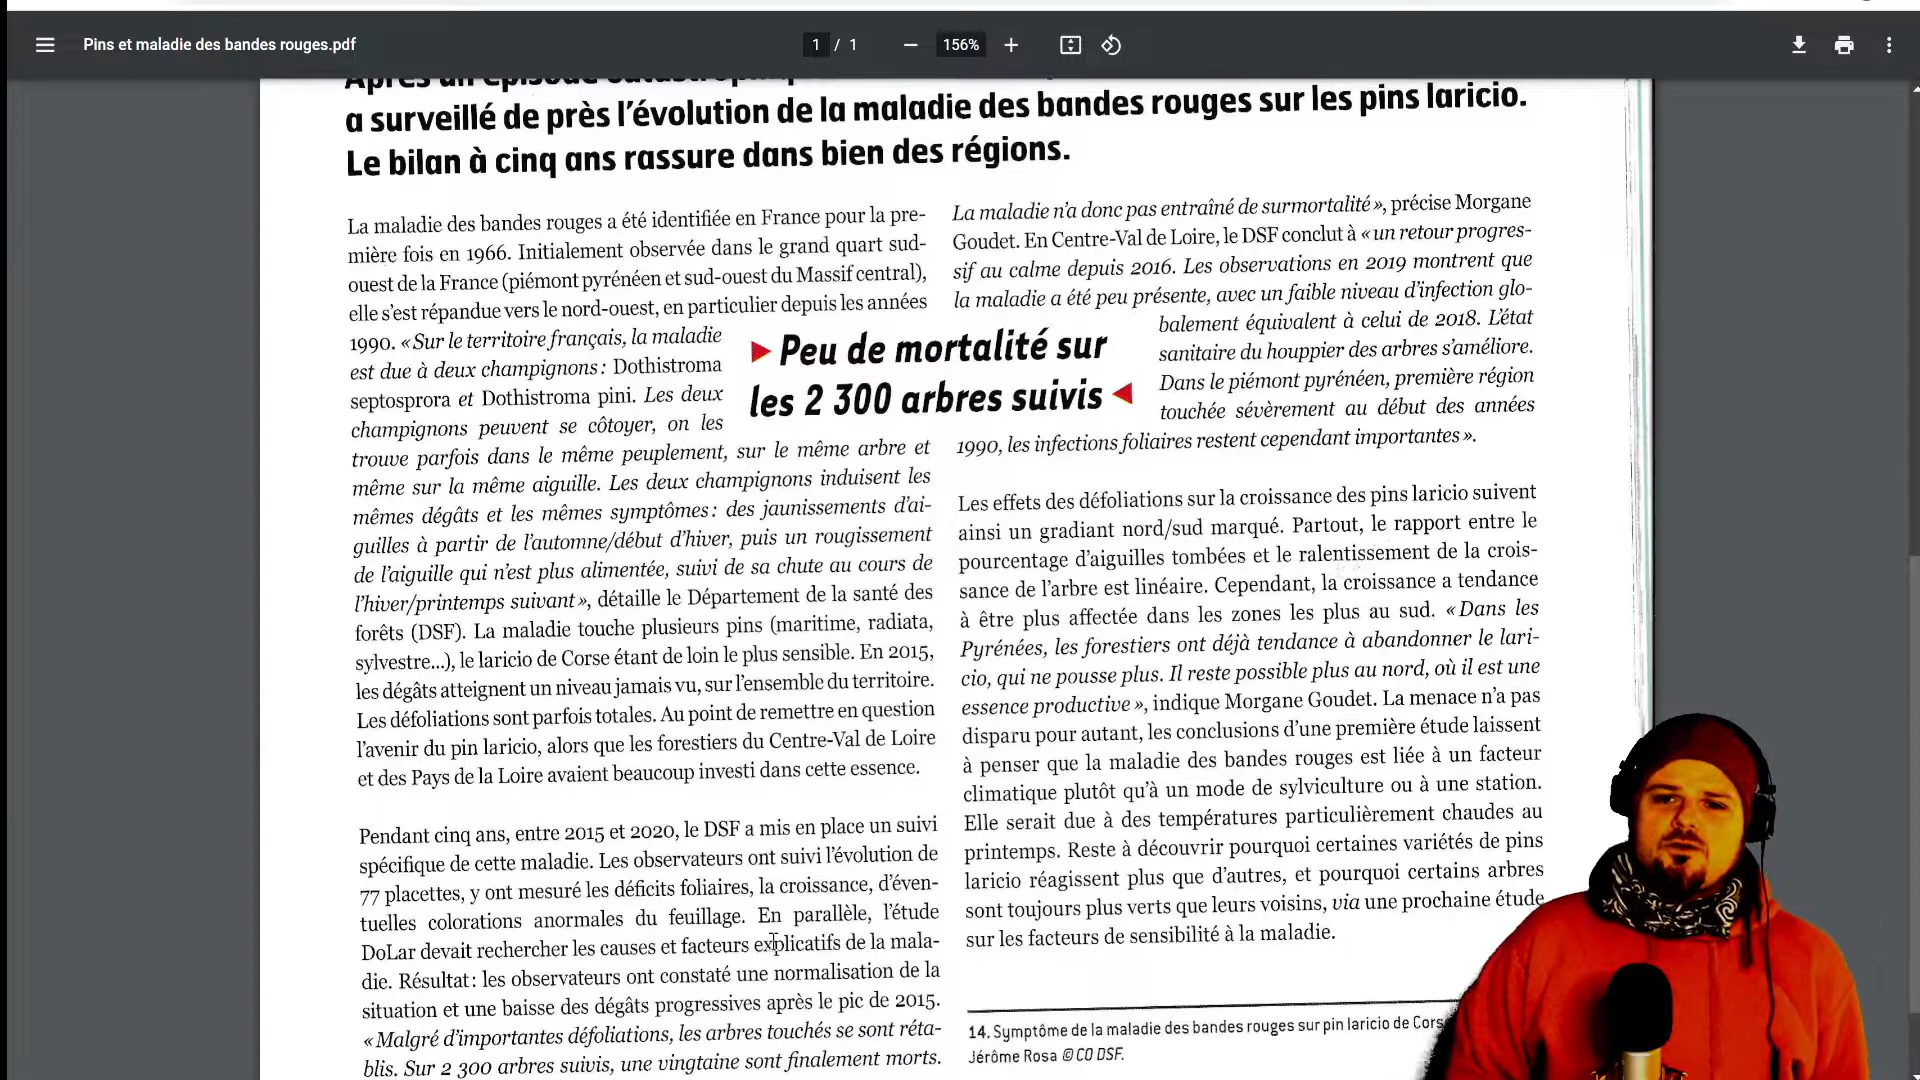 Pins et maladie des bandes rouges.pdf
1 / 1
156%
Après un épisode
a surveillé de près l'évolution de la maladie des bandes rouges sur les pins laricio.
Le bilan à cinq ans rassure dans bien des régions.
La maladie des bandes rouges a été identifiée en France pour la pre-
mière fois en 1966. Initialement observée dans le grand quart sud-
ouest de la France (piémont pyrénéen et sud-ouest du Massif central),
elle s'est répandue vers le nord-ouest, en particulier depuis les années
1990. «Sur le territoire français, la maladie
est due à deux champignons: Dothistroma
septosprora et Dothistroma pini. Les deux
champignons peuvent se côtoyer, on les
trouve parfois dans le même peuplement, sur le même arbre et
même sur la même aiguille. Les deux champignons induisent les
mêmes dégâts et les mêmes symptômes: des jaunissements d'ai-
guilles à partir de l'automne/début d'hiver, puis un rougissement
de l'aiguille qui n'est plus alimentée, suivi de sa chute au cours de
l'hiver/printemps suivant», détaille le Département de la santé des
forêts (DSF). La maladie touche plusieurs pins (maritime, radiata,
sylvestre...), le laricio de Corse étant de loin le plus sensible. En 2015,
les dégâts atteignent un niveau jamais vu, sur l'ensemble du territoire.
Les défoliations sont parfois totales. Au point de remettre en question
l'avenir du pin laricio, alors que les forestiers du Centre-Val de Loire
et des Pays de la Loire avaient beaucoup investi dans cette essence.
Pendant cinq ans, entre 2015 et 2020, le DSF a mis en place un suivi
spécifique de cette maladie. Les observateurs ont suivi l'évolution de
77 placettes, y ont mesuré les déficits foliaires, la croissance, d'éven-
tuelles colorations anormales du feuillage. En parallèle, l'étude
DoLar devait rechercher les causes et facteurs explicatifs de la mala-
die. Résultat: les observateurs ont constaté une normalisation de la
situation et une baisse des dégâts progressives après le pic de 2015.
«Malgré d'importantes défoliations, les arbres touchés se sont réta-
blis. Sur 2 300 arbres suivis, une vingtaine sont finalement morts.
Peu de mortalité sur
les 2 300 arbres suivis
La maladie n'a donc pas entraîné de surmortalité», précise Morgane
Goudet. En Centre-Val de Loire, le DSF conclut à «un retour progres-
sif au calme depuis 2016. Les observations en 2019 montrent que
la maladie a été peu présente, avec un faible niveau d'infection glo-
balement équivalent à celui de 2018. L'état
sanitaire du houppier des arbres s'améliore.
Dans le piémont pyrénéen, première région
touchée sévèrement au début des années
1990, les infections foliaires restent cependant importantes».
Les effets des défoliations sur la croissance des pins laricio suivent
ainsi un gradiant nord/sud marqué. Partout, le rapport entre le
pourcentage d'aiguilles tombées et le ralentissement de la crois-
sance de l'arbre est linéaire. Cependant, la croissance a tendance
à être plus affectée dans les zones les plus au sud. «Dans les
Pyrénées, les forestiers ont déjà tendance à abandonner le lari-
cio, qui ne pousse plus. Il reste possible plus au nord, où il est une
essence productive», indique Morgane Goudet. La menace n'a pas
disparu pour autant, les conclusions d'une première étude laissent
à penser que la maladie des bandes rouges est liée à un facteur
climatique plutôt qu'à un mode de sylviculture ou à une station.
Elle serait due à des températures particulièrement chaudes au
printemps. Reste à découvrir pourquoi certaines variétés de pins
laricio réagissent plus que d'autres, et pourquoi certains arbres
sont toujours plus verts que leurs voisins, via une prochaine étude
sur les facteurs de sensibilité à la maladie.
14. Symptôme de la maladie des bandes rouges sur pin laricio de
Jérôme Rosa © CO DSF.